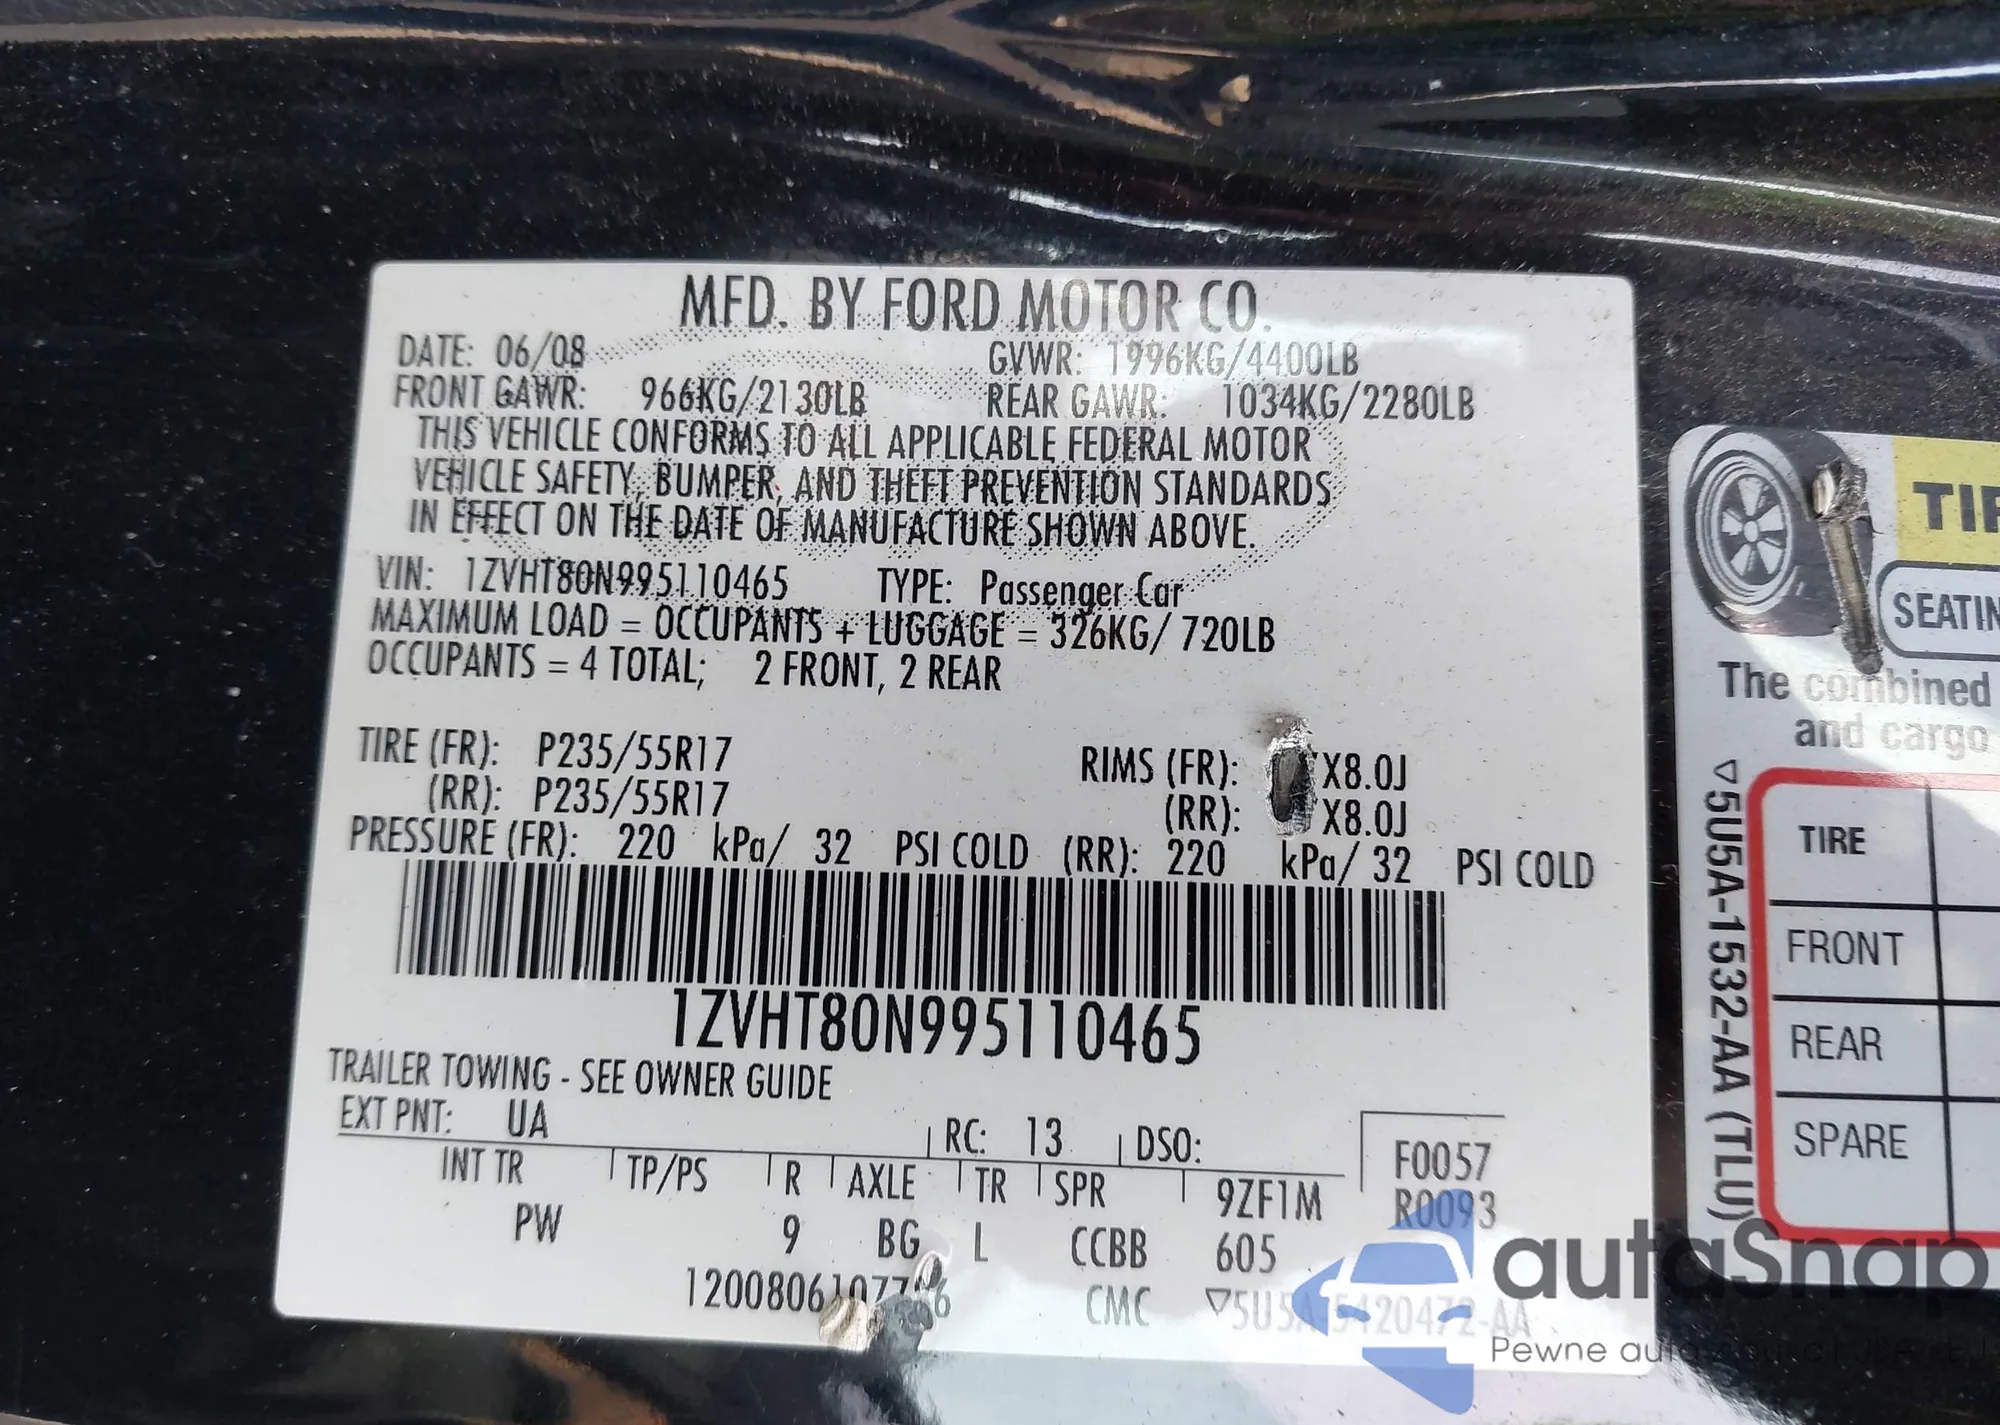 MFD. BY FORD MOTOR CO.
DATE: 06/08 GVWR: 1996KG/4400LB
FRONT GAWR: 966KG/2130LB REAR GAWR: 1034KG/2280LB
THIS VEHICLE CONFORMS TO ALL APPLICABLE FEDERAL MOTOR
VEHICLE SAFETY, BUMPER, AND THEFT PREVENTION STANDARDS
IN EFFECT ON THE DATE OF MANUFACTURE SHOWN ABOVE.
VIN: 1ZVHT80N995110465 TYPE: Passenger Car
MAXIMUM LOAD = OCCUPANTS + LUGGAGE = 326KG/ 720LB
OCCUPANTS = 4 TOTAL; 2 FRONT, 2 REAR
TIRE (FR): P235/55R17 RIMS (FR): X8.0J
(RR): P235/55R17 (RR): X8.0J
PRESSURE (FR): 220 kPa/ 32 PSI COLD (RR): 220 kPa/ 32 PSI COLD
1ZVHT80N995110465
TRAILER TOWING - SEE OWNER GUIDE
EXT PNT: UA RC: 13 DSO: F0057
INT TR TP/PS R AXLE TR SPR 9ZF1M R0093
PW 9 BG L CCBB 605
CMC ▽5U5A-5420472-AA
SEATIN
The combined
and cargo
▽5U5A-1532-AA (TLU)
TIRE
FRONT
REAR
SPARE
autaSnap
Pewne